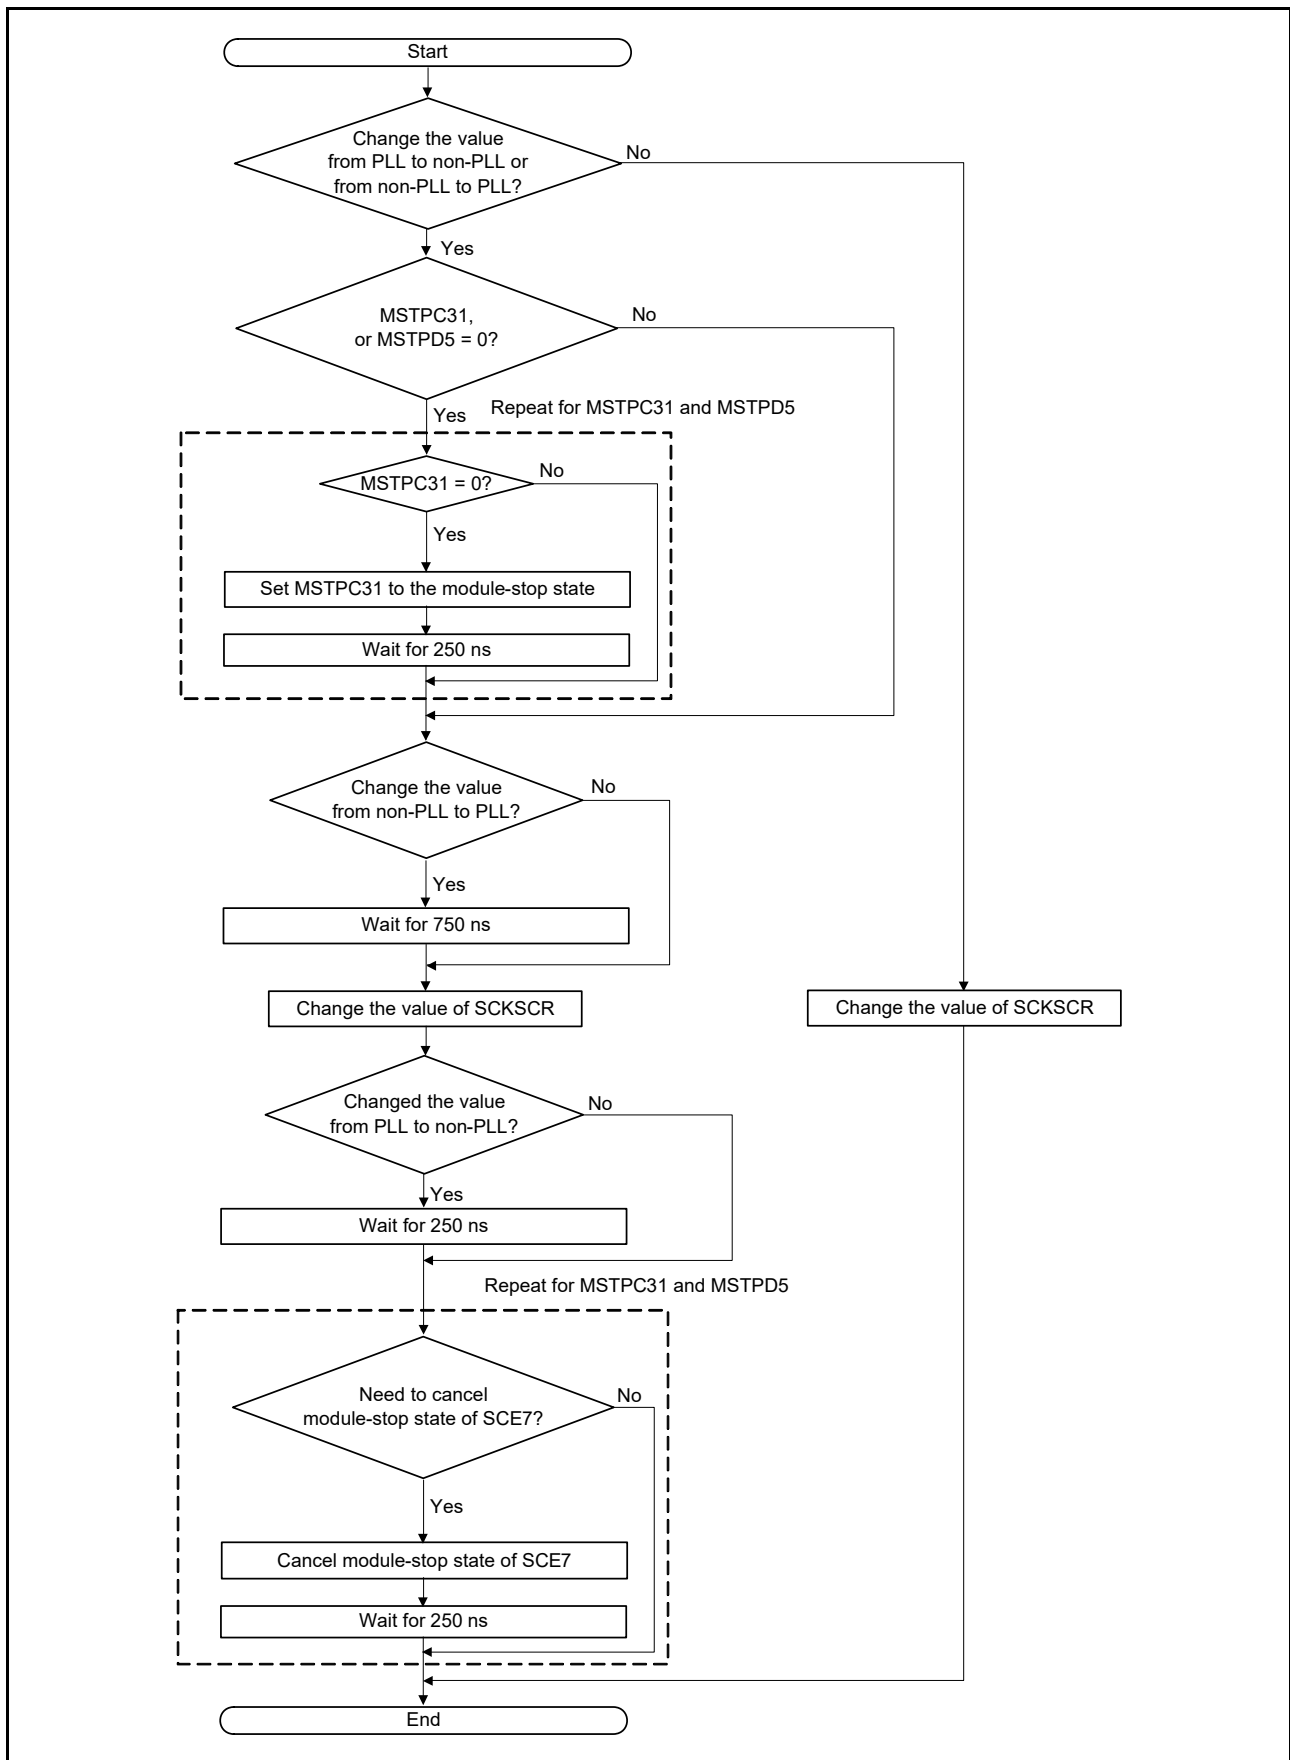 Start
Change the value
from PLL to non-PLL or
from non-PLL to PLL?
No
Yes
MSTPC31,
or MSTPD5 = 0?
No
Yes
Repeat for MSTPC31 and MSTPD5
MSTPC31 = 0?
No
Yes
Set MSTPC31 to the module-stop state
Wait for 250 ns
Change the value
from non-PLL to PLL?
No
Yes
Wait for 750 ns
Change the value of SCKSCR
Change the value of SCKSCR
Changed the value
from PLL to non-PLL?
No
Yes
Wait for 250 ns
Repeat for MSTPC31 and MSTPD5
Need to cancel
module-stop state of SCE7?
No
Yes
Cancel module-stop state of SCE7
Wait for 250 ns
End